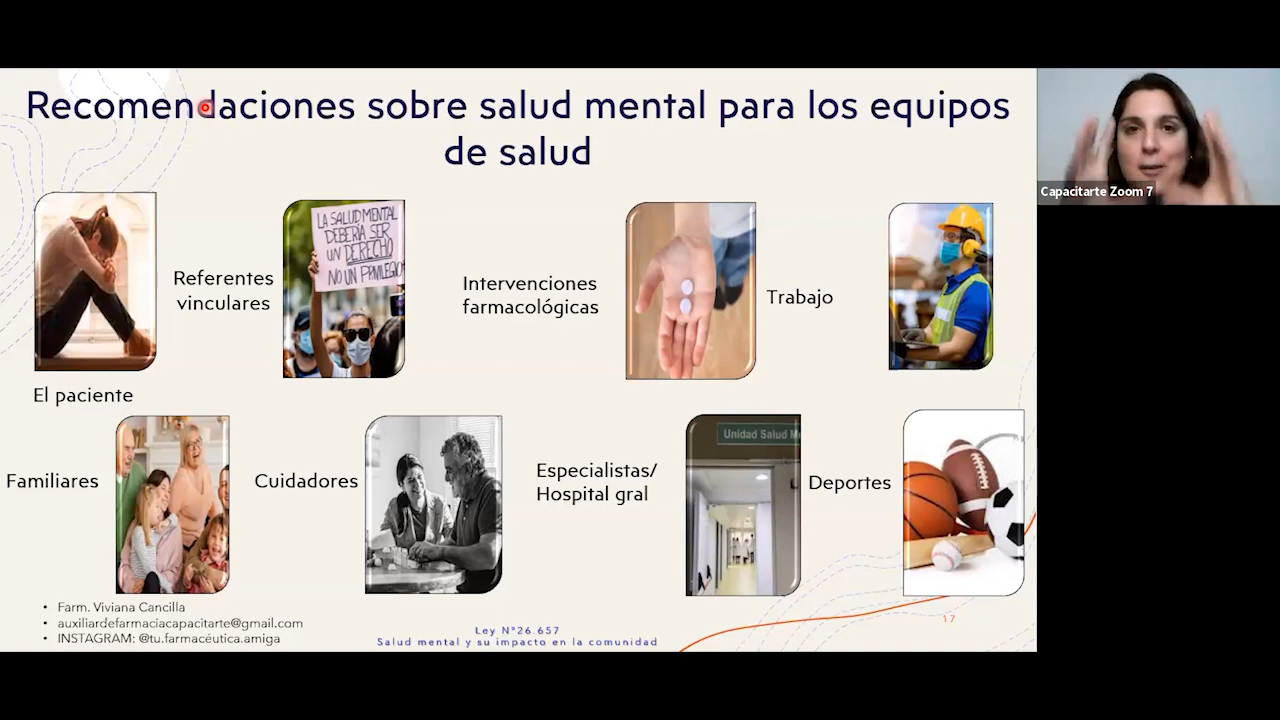 Recomendaciones sobre salud mental para los equipos
de salud
Capacitarte Zoom 7
LA SALUD MENTAL
DEBERÍA SER
UN DERECHO
NO UN PRIVILEGIO
Referentes
vinculares
Intervenciones
farmacológicas
Trabajo
El paciente
Familiares
Cuidadores
Especialistas/
Hospital gral
Unidad Salud
Deportes
• Farm. Viviana Cancilla
• auxiliardefarmaciacapacitarte@gmail.com
• INSTAGRAM: @tu.farmacéutica.amiga
Ley N°26.657
Salud mental y su impacto en la comunidad
17